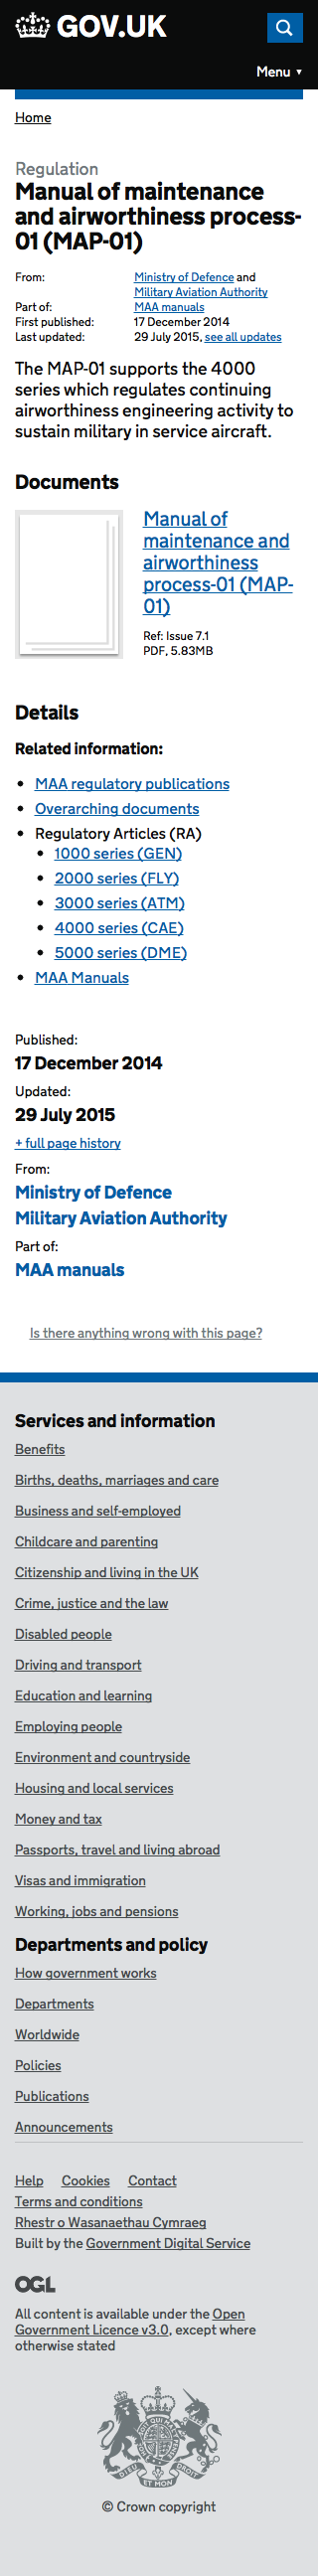 GOV.UK
Menu ▼
Home
Regulation
Manual of maintenance
and airworthiness process-
01 (MAP-01)
From: Ministry of Defence and
Military Aviation Authority
Part of: MAA manuals
First published: 17 December 2014
Last updated: 29 July 2015, see all updates
The MAP-01 supports the 4000
series which regulates continuing
airworthiness engineering activity to
sustain military in service aircraft.
Documents
Manual of
maintenance and
airworthiness
process-01 (MAP-
01)
Ref: Issue 7.1
PDF, 5.83MB
Details
Related information:
MAA regulatory publications
Overarching documents
Regulatory Articles (RA)
1000 series (GEN)
2000 series (FLY)
3000 series (ATM)
4000 series (CAE)
5000 series (DME)
MAA Manuals
Published:
17 December 2014
Updated:
29 July 2015
+ full page history
From:
Ministry of Defence
Military Aviation Authority
Part of:
MAA manuals
Is there anything wrong with this page?
Services and information
Benefits
Births, deaths, marriages and care
Business and self-employed
Childcare and parenting
Citizenship and living in the UK
Crime, justice and the law
Disabled people
Driving and transport
Education and learning
Employing people
Environment and countryside
Housing and local services
Money and tax
Passports, travel and living abroad
Visas and immigration
Working, jobs and pensions
Departments and policy
How government works
Departments
Worldwide
Policies
Publications
Announcements
Help Cookies Contact
Terms and conditions
Rhestr o Wasanaethau Cymraeg
Built by the Government Digital Service
OGL
All content is available under the Open
Government Licence v3.0, except where
otherwise stated
DIEU ET MON
© Crown copyright